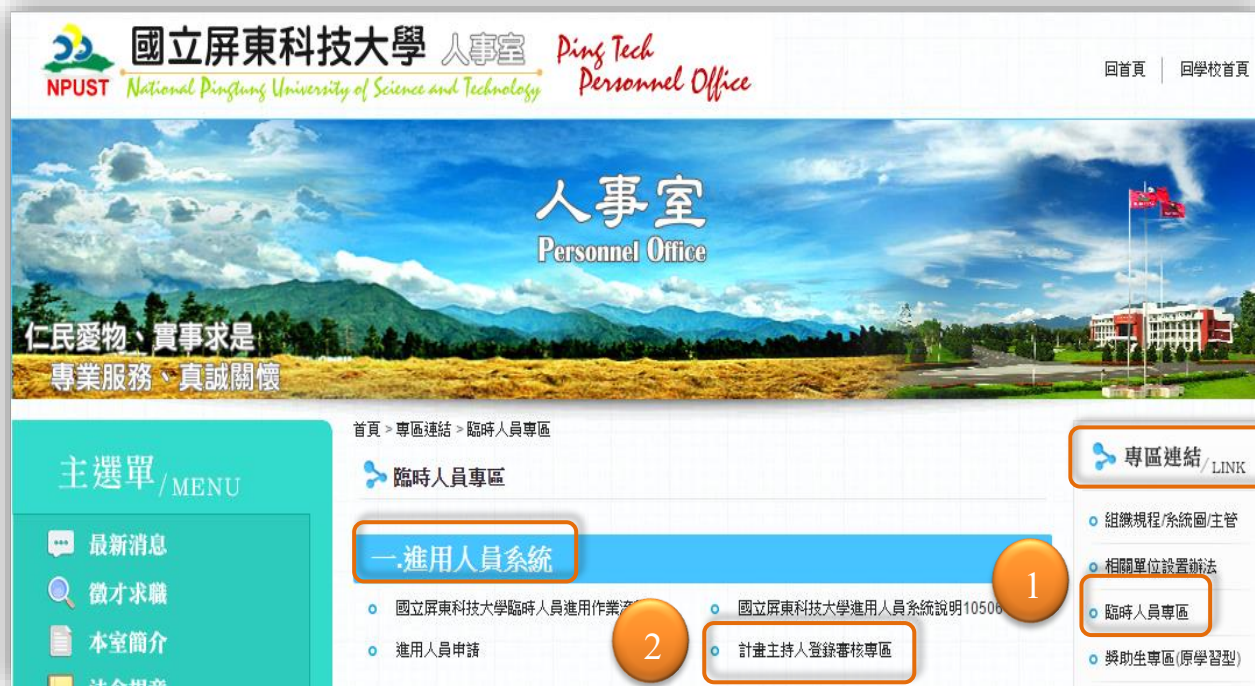 國立屏東科技大學 人事室
NPUST National Pingtung University of Science and Technology
Ping Tech
Personnel Office
回首頁 | 回學校首頁
人事室
Personnel Office
仁民愛物、實事求是
專業服務、真誠關懷
主選單/MENU
最新消息
徵才求職
本室簡介
首頁 > 專區連結 > 臨時人員專區
臨時人員專區
一.進用人員系統
國立屏東科技大學臨時人員進用作業流
國立屏東科技大學進用人員系統說明10506
進用人員申請
2
計畫主持人登錄審核專區
專區連結/LINK
組織規程/系統圖/主管
相關單位設置辦法
1
臨時人員專區
獎助生專區(原學習型)